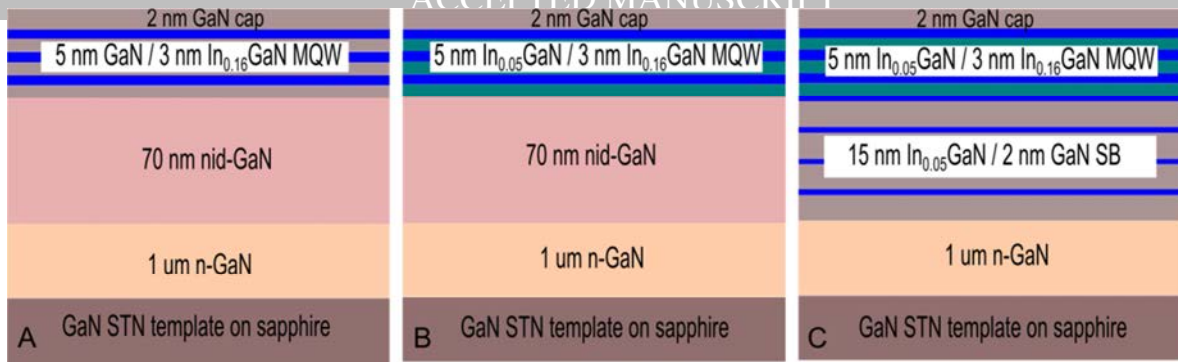 ACCEPTED MANUSCRIPT
2 nm GaN cap
5 nm GaN / 3 nm In0.16GaN MQW
70 nm nid-GaN
1 um n-GaN
GaN STN template on sapphire
A
2 nm GaN cap
5 nm In0.05GaN / 3 nm In0.16GaN MQW
70 nm nid-GaN
1 um n-GaN
GaN STN template on sapphire
B
2 nm GaN cap
5 nm In0.05GaN / 3 nm In0.16GaN MQW
15 nm In0.05GaN / 2 nm GaN SB
1 um n-GaN
GaN STN template on sapphire
C